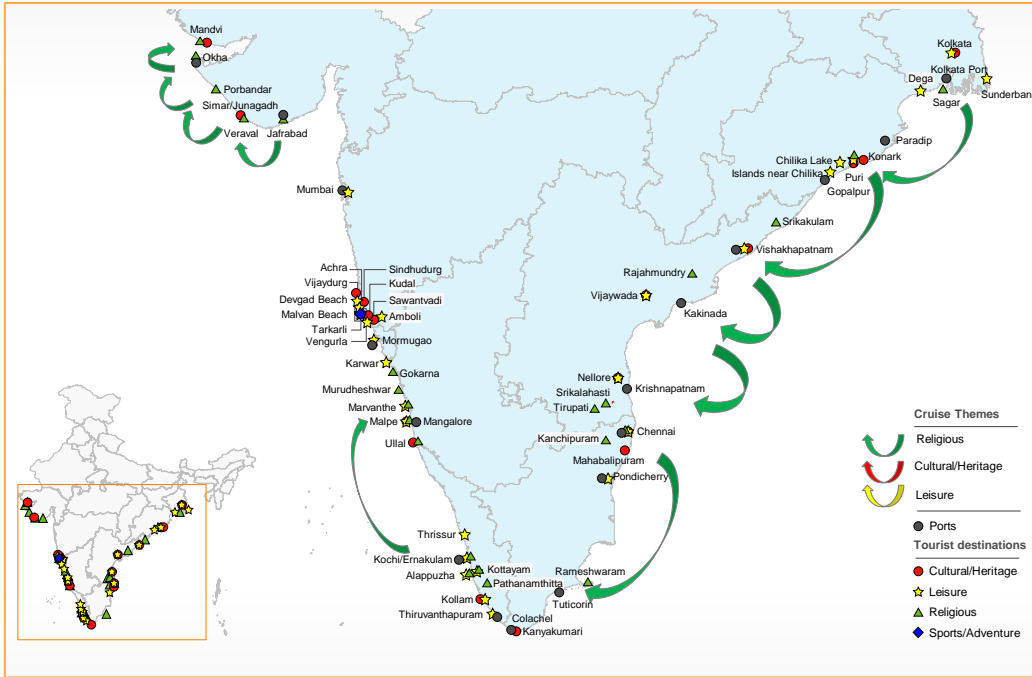 Mandvi
Okha
Porbandar
Simar/Junagadh
Veraval
Jafrabad
Kolkata
Kolkata Port
Dega
Sagar
Sunderban
Paradip
Chilika Lake
Konark
Islands near Chilika
Puri
Gopalpur
Mumbai
Srikakulam
Vishakhapatnam
Achra
Sindhudurg
Vijaydurg
Kudal
Devgad Beach
Sawantvadi
Malvan Beach
Amboli
Tarkarli
Vengurla
Mormugao
Rajahmundry
Vijaywada
Kakinada
Karwar
Gokarna
Murudheshwar
Marvanthe
Malpe
Mangalore
Ullal
Nellore
Krishnapatnam
Srikalahasti
Tirupati
Chennai
Kanchipuram
Mahabalipuram
Pondicherry
Thrissur
Kochi/Ernakulam
Kottayam
Alappuzha
Pathanamthitta
Rameshwaram
Kollam
Tuticorin
Thiruvanthapuram
Colachel
Kanyakumari
Cruise Themes
Religious
Cultural/Heritage
Leisure
Ports
Tourist destinations
Cultural/Heritage
Leisure
Religious
Sports/Adventure